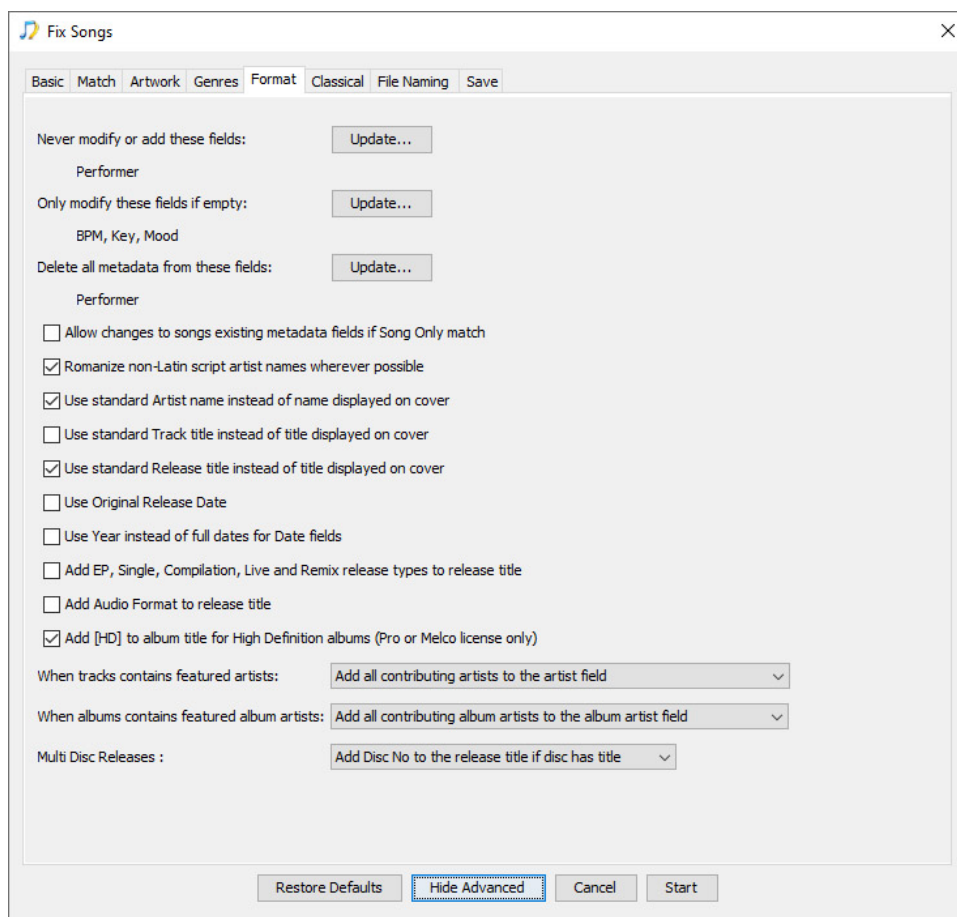 Fix Songs
Basic Match Artwork Genres Format Classical File Naming Save
Never modify or add these fields: Update...
Performer
Only modify these fields if empty: Update...
BPM, Key, Mood
Delete all metadata from these fields: Update...
Performer
Allow changes to songs existing metadata fields if Song Only match
Romanize non-Latin script artist names wherever possible
Use standard Artist name instead of name displayed on cover
Use standard Track title instead of title displayed on cover
Use standard Release title instead of title displayed on cover
Use Original Release Date
Use Year instead of full dates for Date fields
Add EP, Single, Compilation, Live and Remix release types to release title
Add Audio Format to release title
Add [HD] to album title for High Definition albums (Pro or Melco license only)
When tracks contains featured artists: Add all contributing artists to the artist field
When albums contains featured album artists: Add all contributing album artists to the album artist field
Multi Disc Releases : Add Disc No to the release title if disc has title
Restore Defaults Hide Advanced Cancel Start